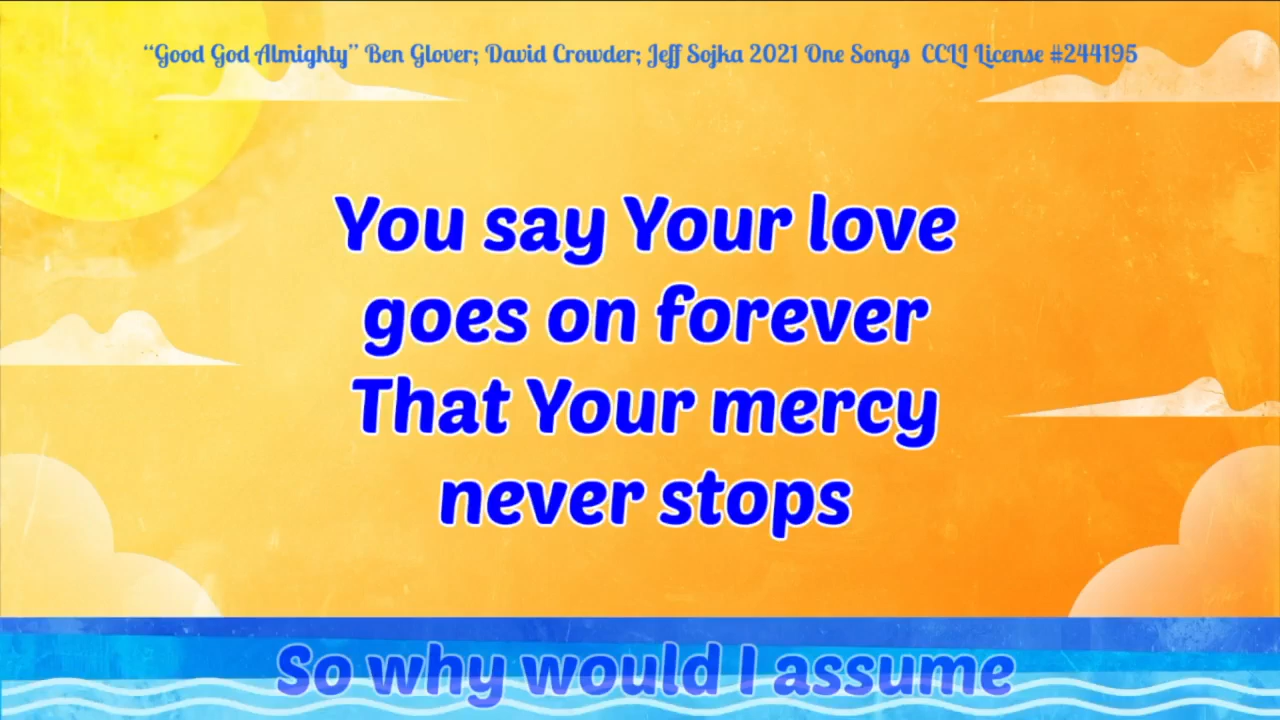 “Good God Almighty” Ben Glover; David Crowder; Jeff Sojka 2021 One Songs CCLI License #244195
You say Your love
goes on forever
That Your mercy
never stops
So why would I assume